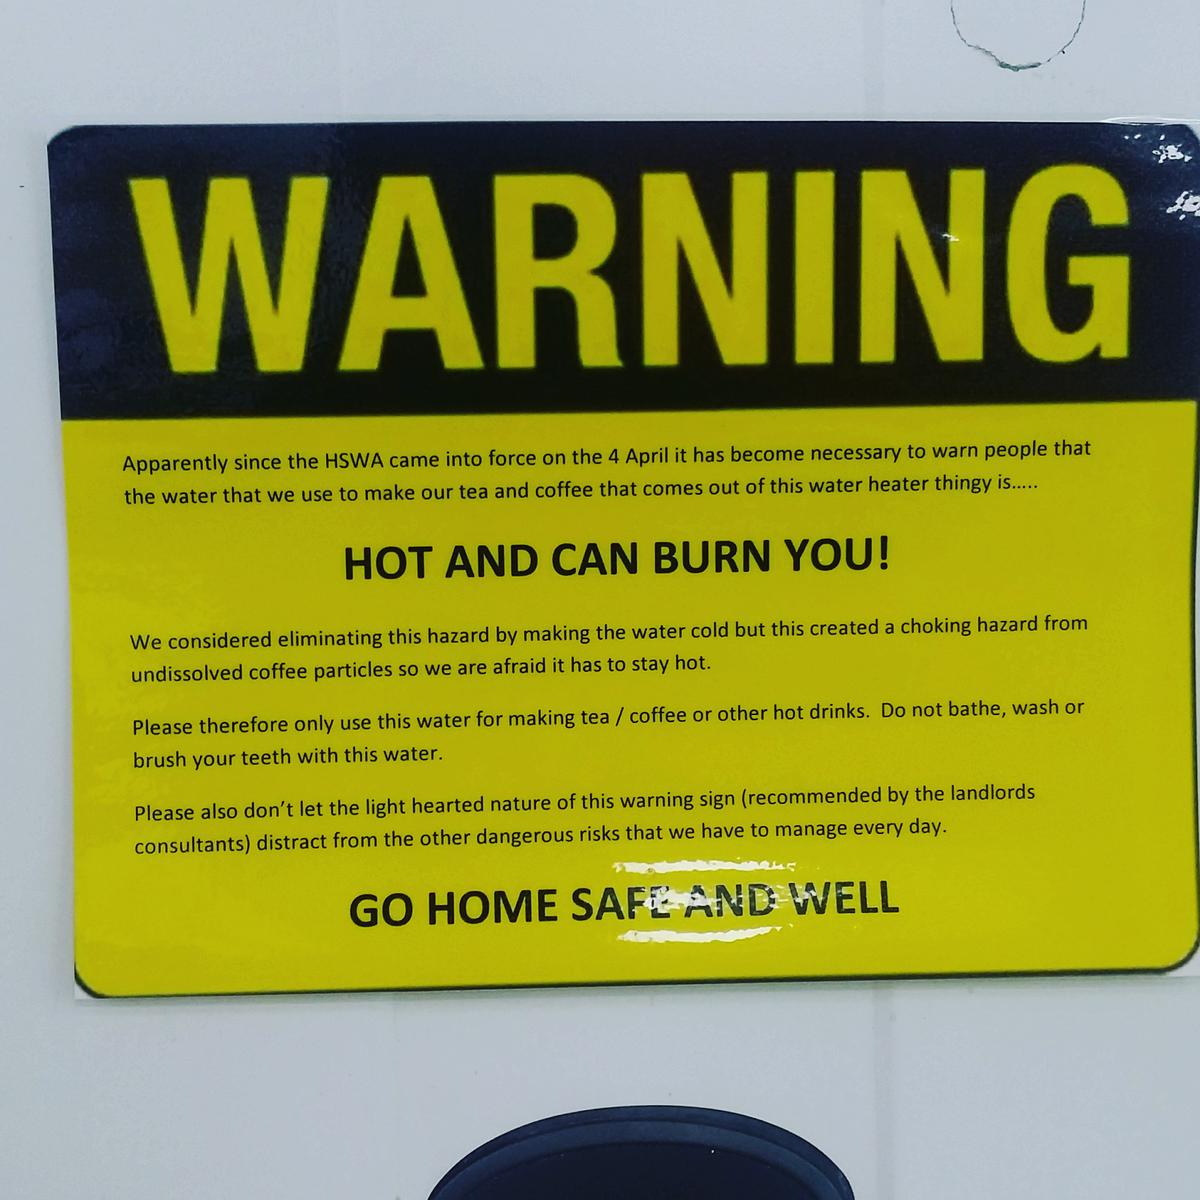 WARNING
Apparently since the HSWA came into force on the 4 April it has become necessary to warn people that
the water that we use to make our tea and coffee that comes out of this water heater thingy is.....
HOT AND CAN BURN YOU!
We considered eliminating this hazard by making the water cold but this created a choking hazard from
undissolved coffee particles so we are afraid it has to stay hot.
Please therefore only use this water for making tea / coffee or other hot drinks. Do not bathe, wash or
brush your teeth with this water.
Please also don’t let the light hearted nature of this warning sign (recommended by the landlords
consultants) distract from the other dangerous risks that we have to manage every day.
GO HOME SAFE AND WELL